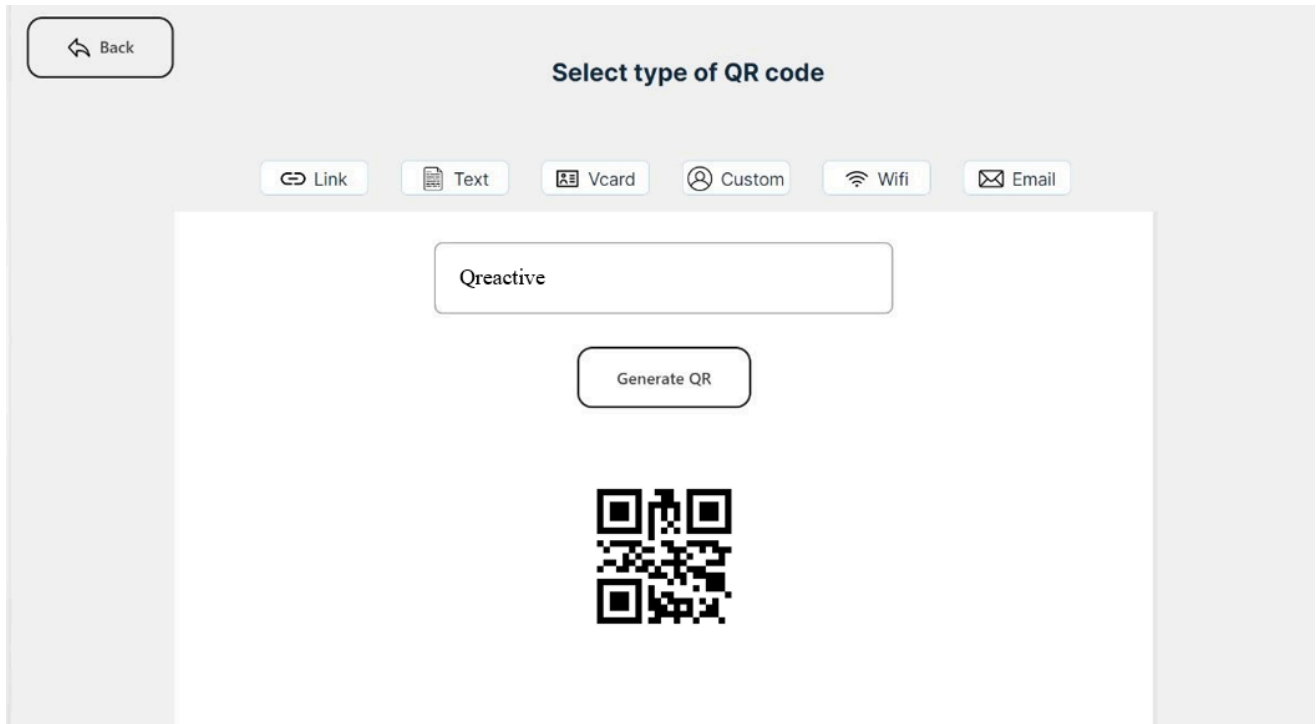 Back
Select type of QR code
Link Text Vcard Custom Wifi Email
Qreactive
Generate QR